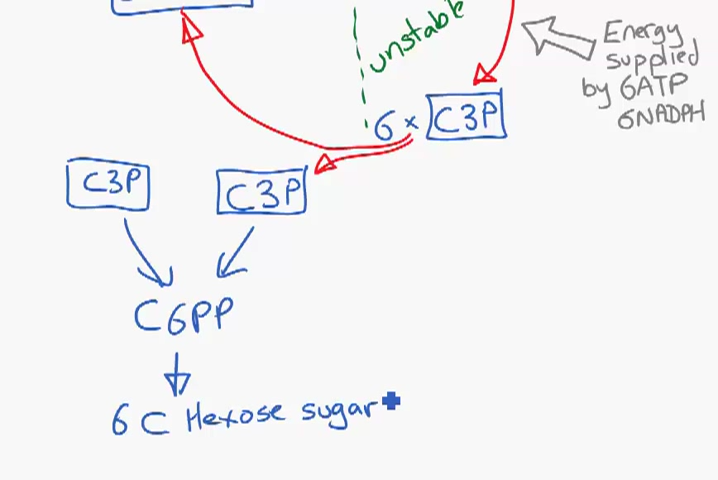 unstable
Energy
supplied
by 6ATP
6NADPH
6 × C3P
C3P
C3P
C6PP
6 C Hexose sugar